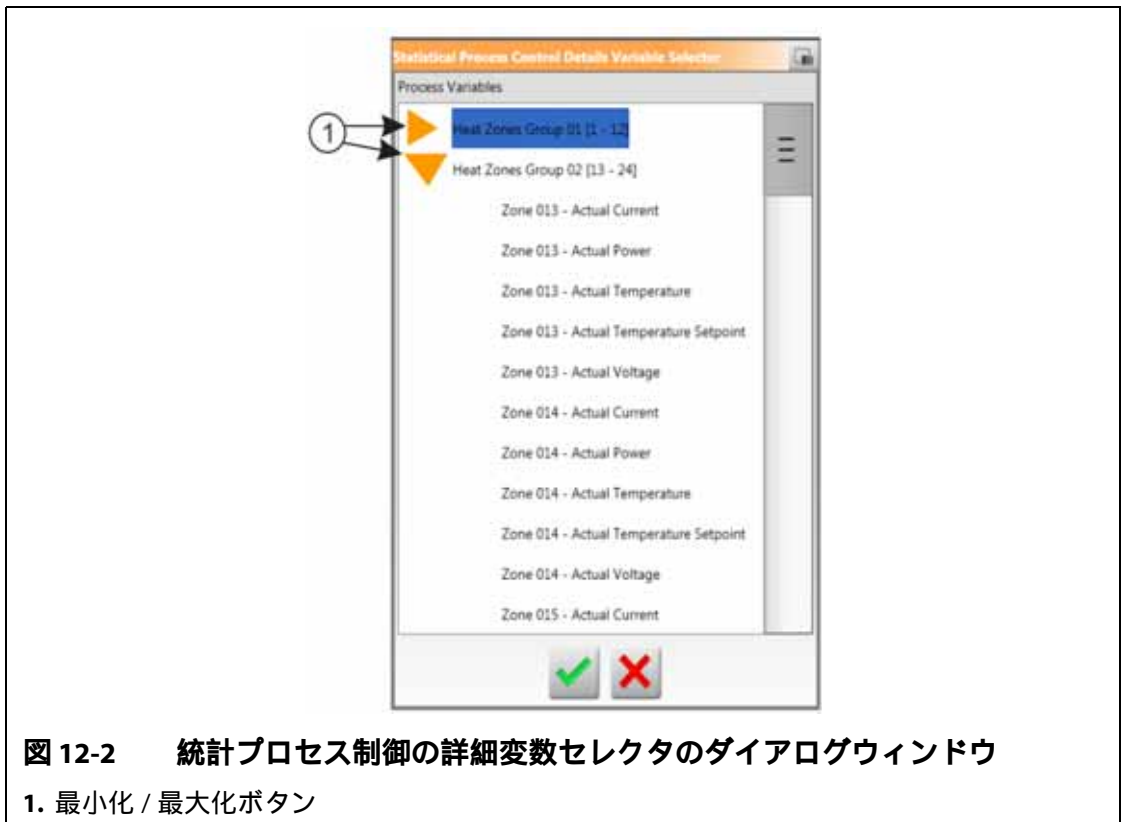 Statistical Process Control Details Variable Selector
Process Variables
1
Heat Zones Group 01 [1 - 12]
Heat Zones Group 02 [13 - 24]
Zone 013 - Actual Current
Zone 013 - Actual Power
Zone 013 - Actual Temperature
Zone 013 - Actual Temperature Setpoint
Zone 013 - Actual Voltage
Zone 014 - Actual Current
Zone 014 - Actual Power
Zone 014 - Actual Temperature
Zone 014 - Actual Temperature Setpoint
Zone 014 - Actual Voltage
Zone 015 - Actual Current
図 12-2 統計プロセス制御の詳細変数セレクタのダイアログウィンドウ
1. 最小化 / 最大化ボタン